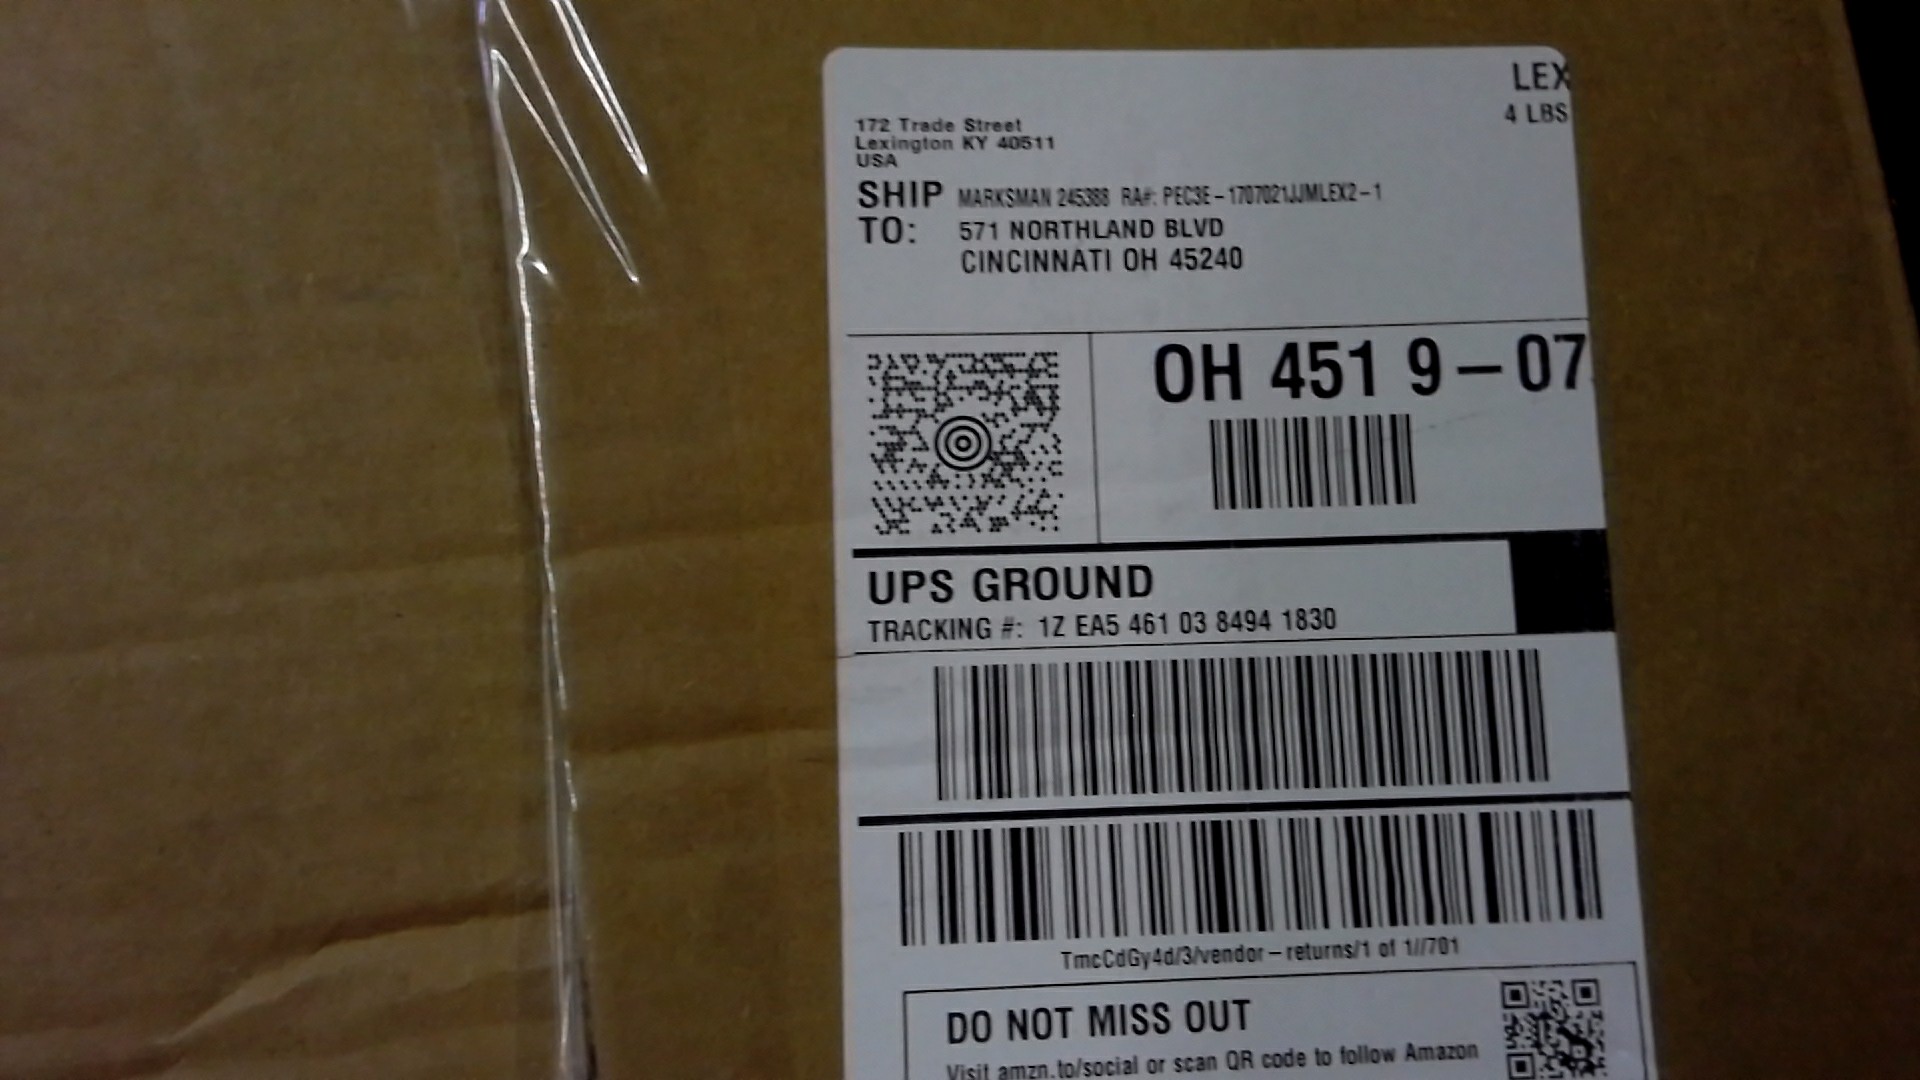 LEX
4 LBS
172 Trade Street
Lexington KY 40511
USA
SHIP TO: MARKSMAN 245388 RA#: PEC3E-1707021JJMLEX2-1
571 NORTHLAND BLVD
CINCINNATI OH 45240
OH 451 9-07
UPS GROUND
TRACKING #: 1Z EA5 461 03 8494 1830
TmcCdGy4d/3/vendor-returns/1 of 1//701
DO NOT MISS OUT
Visit amzn.to/social or scan QR code to follow Amazon